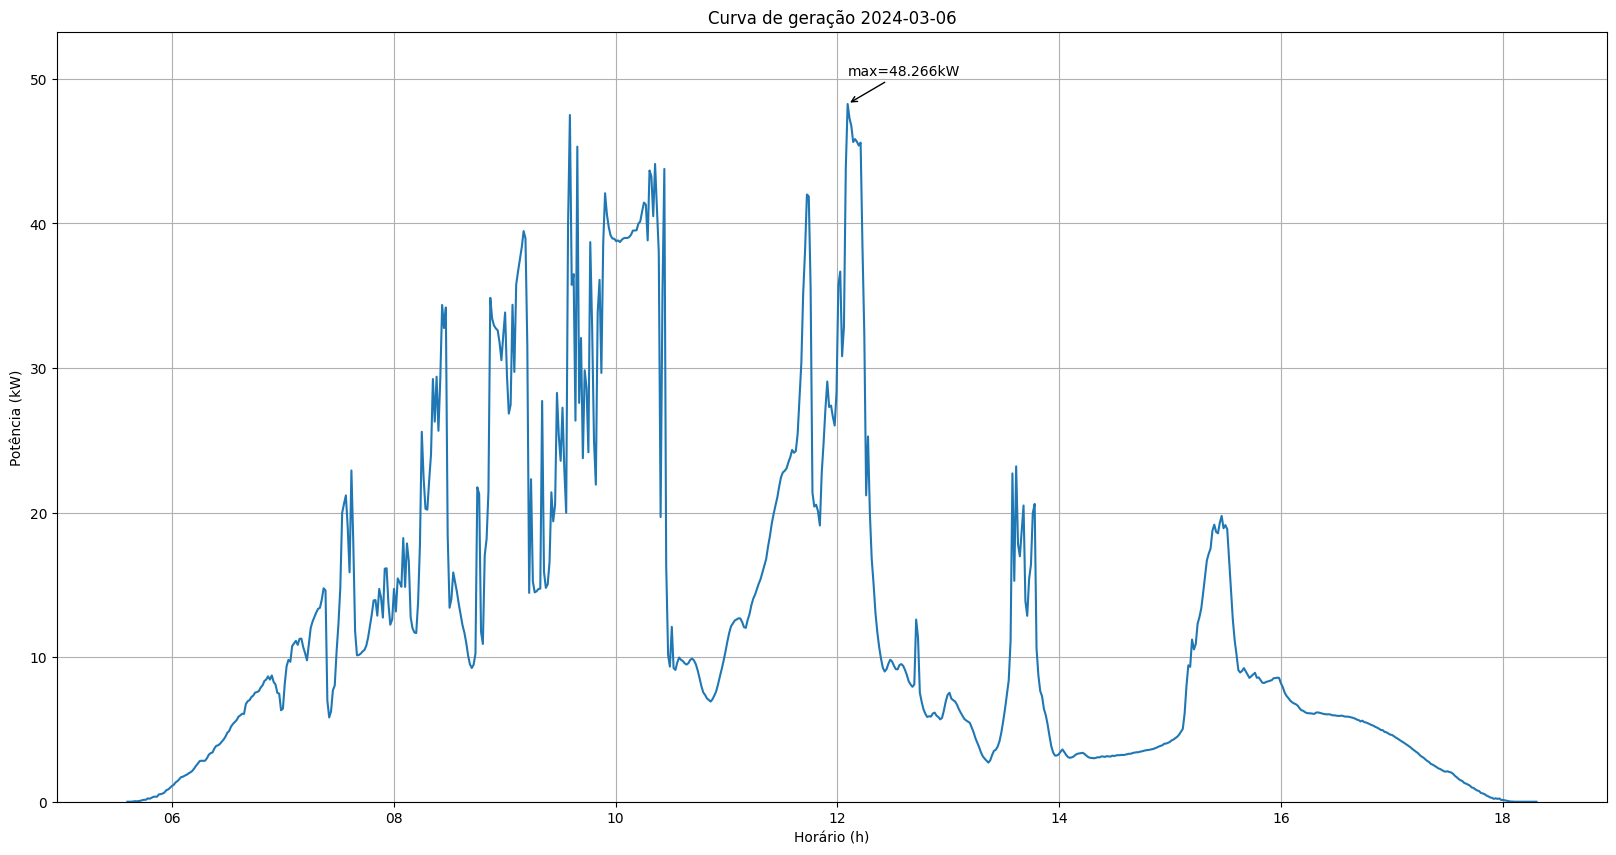 Curva de geração 2024-03-06
max=48.266kW
50
40
30
20
10
0
Potência (kW)
06 08 10 12 14 16 18
Horário (h)